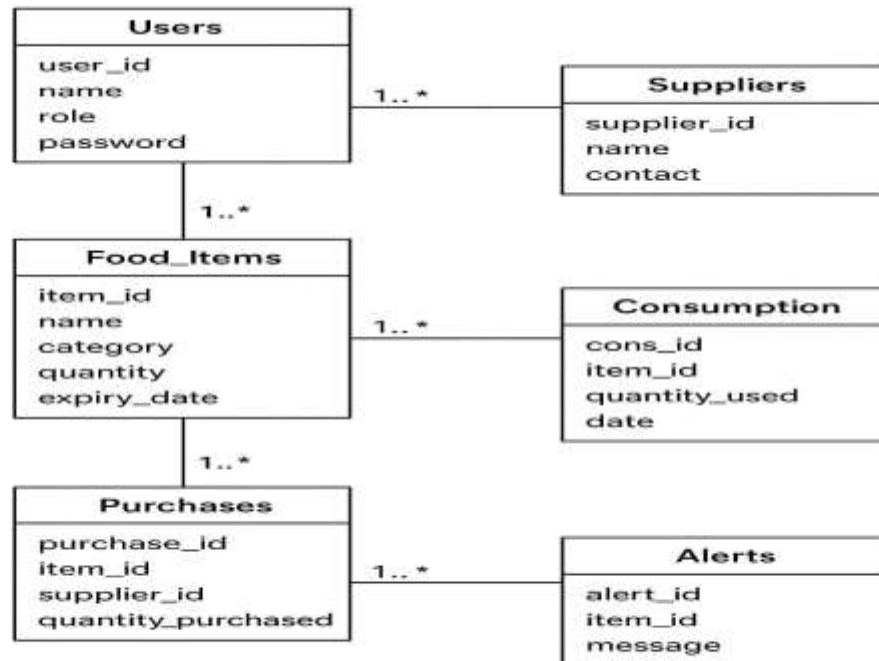 Users
user_id
name
role
password
1..*
Suppliers
supplier_id
name
contact
1..*
Food_Items
item_id
name
category
quantity
expiry_date
1..*
Consumption
cons_id
item_id
quantity_used
date
1..*
Purchases
purchase_id
item_id
supplier_id
quantity_purchased
1..*
Alerts
alert_id
item_id
message